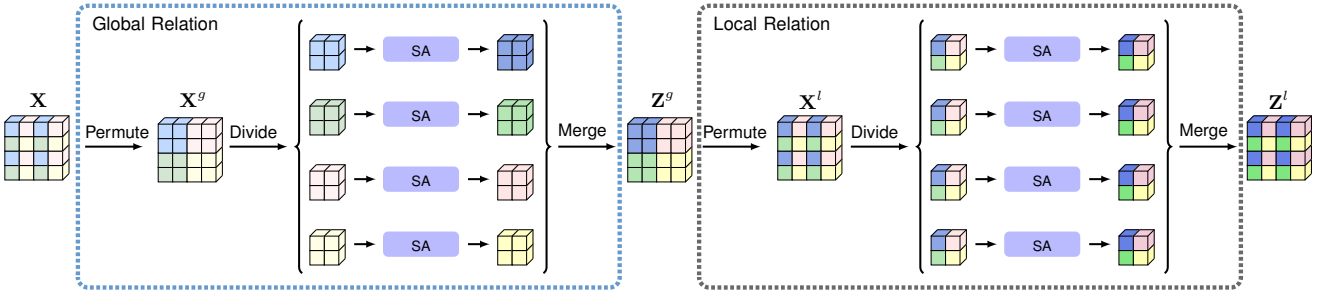 Global Relation
Local Relation
SA
SA
X
X^g
Z^g
X^l
Z^l
SA
SA
Permute
Divide
Merge
Permute
Divide
Merge
SA
SA
SA
SA